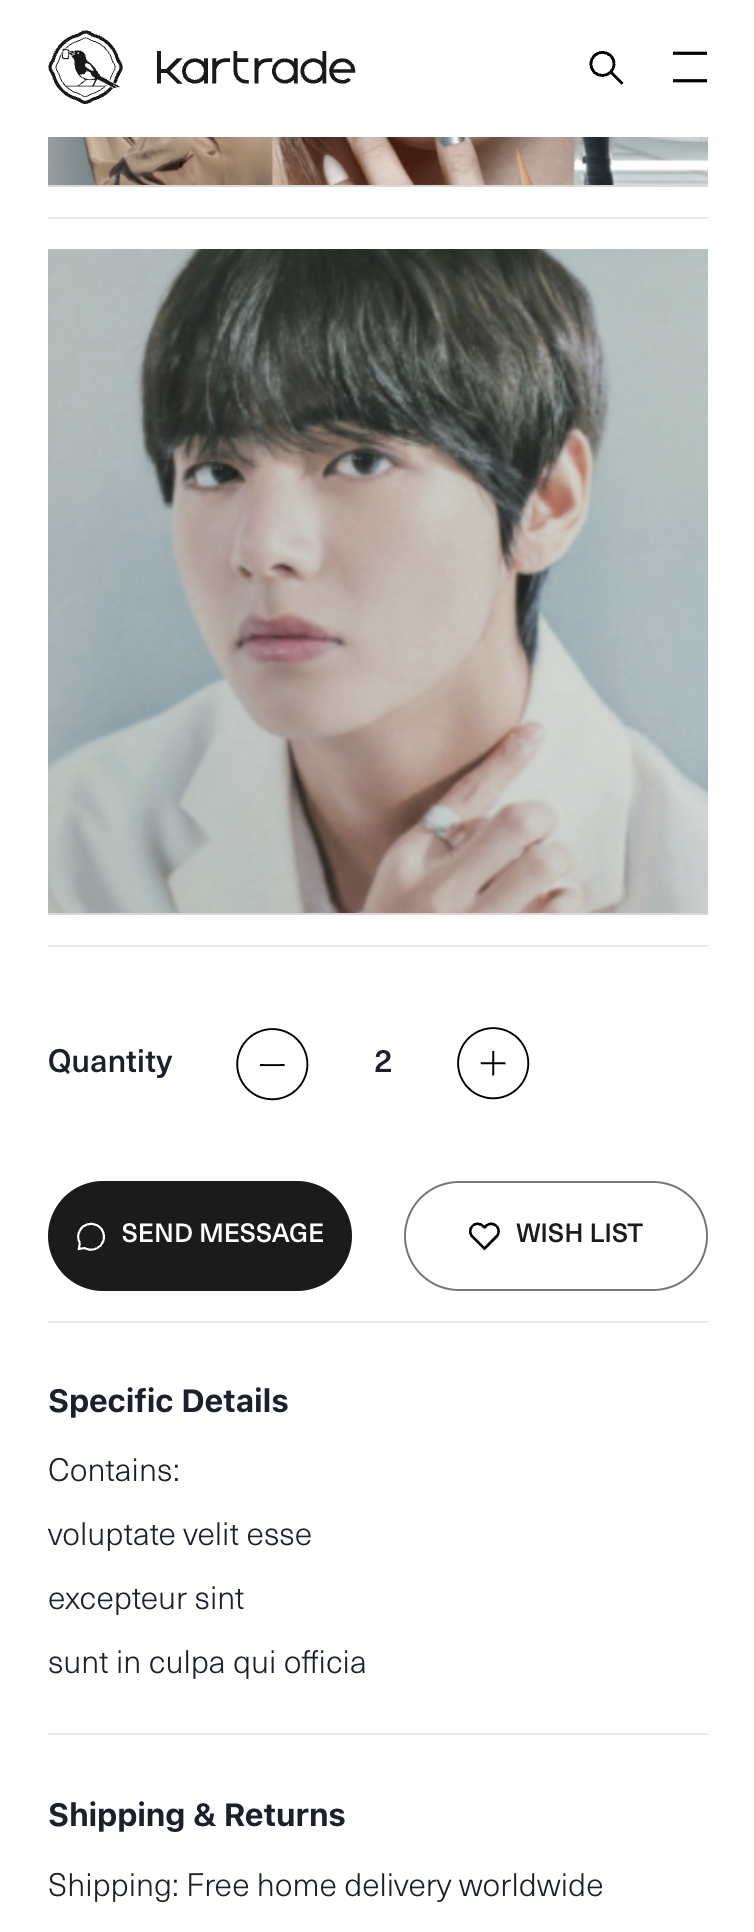 kartrade
Quantity
2
SEND MESSAGE
WISH LIST
Specific Details
Contains:
voluptate velit esse
excepteur sint
sunt in culpa qui officia
Shipping & Returns
Shipping: Free home delivery worldwide